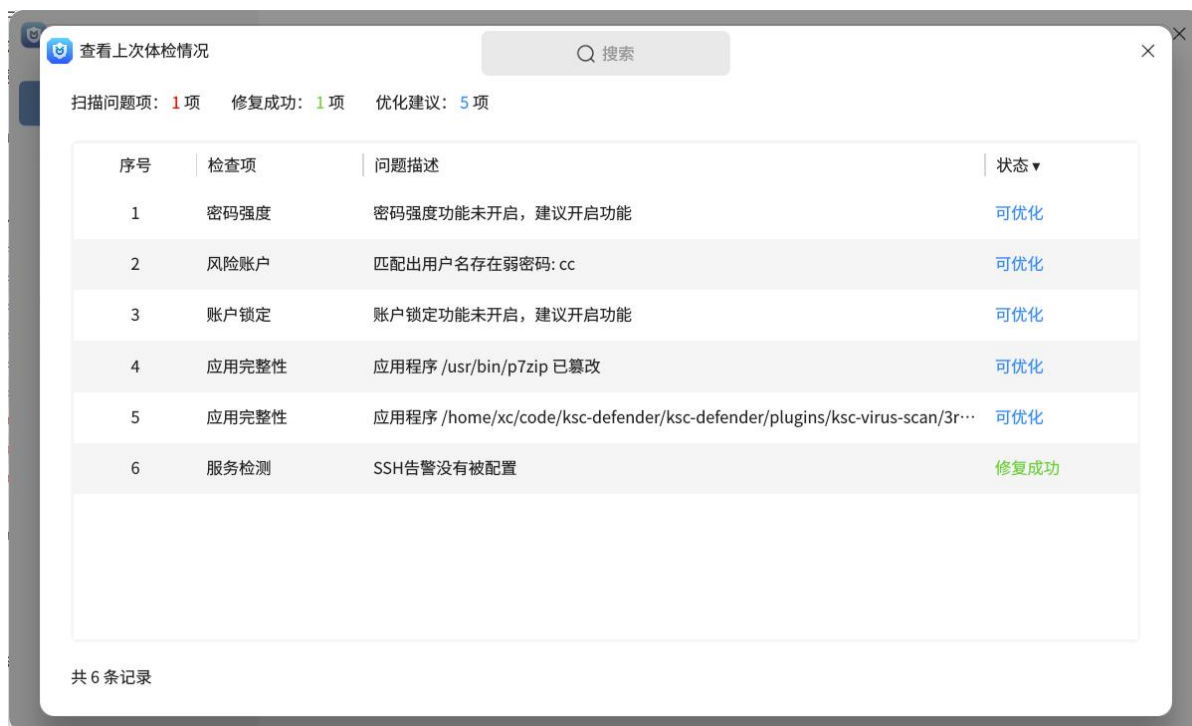 查看上次体检情况
搜索
扫描问题项： 1 项 修复成功： 1 项 优化建议： 5 项
序号 检查项 问题描述 状态 ▾
1 密码强度 密码强度功能未开启，建议开启功能 可优化
2 风险账户 匹配出用户名存在弱密码: cc 可优化
3 账户锁定 账户锁定功能未开启，建议开启功能 可优化
4 应用完整性 应用程序 /usr/bin/p7zip 已篡改 可优化
5 应用完整性 应用程序 /home/xc/code/ksc-defender/ksc-defender/plugins/ksc-virus-scan/3r··· 可优化
6 服务检测 SSH告警没有被配置 修复成功
共 6 条记录